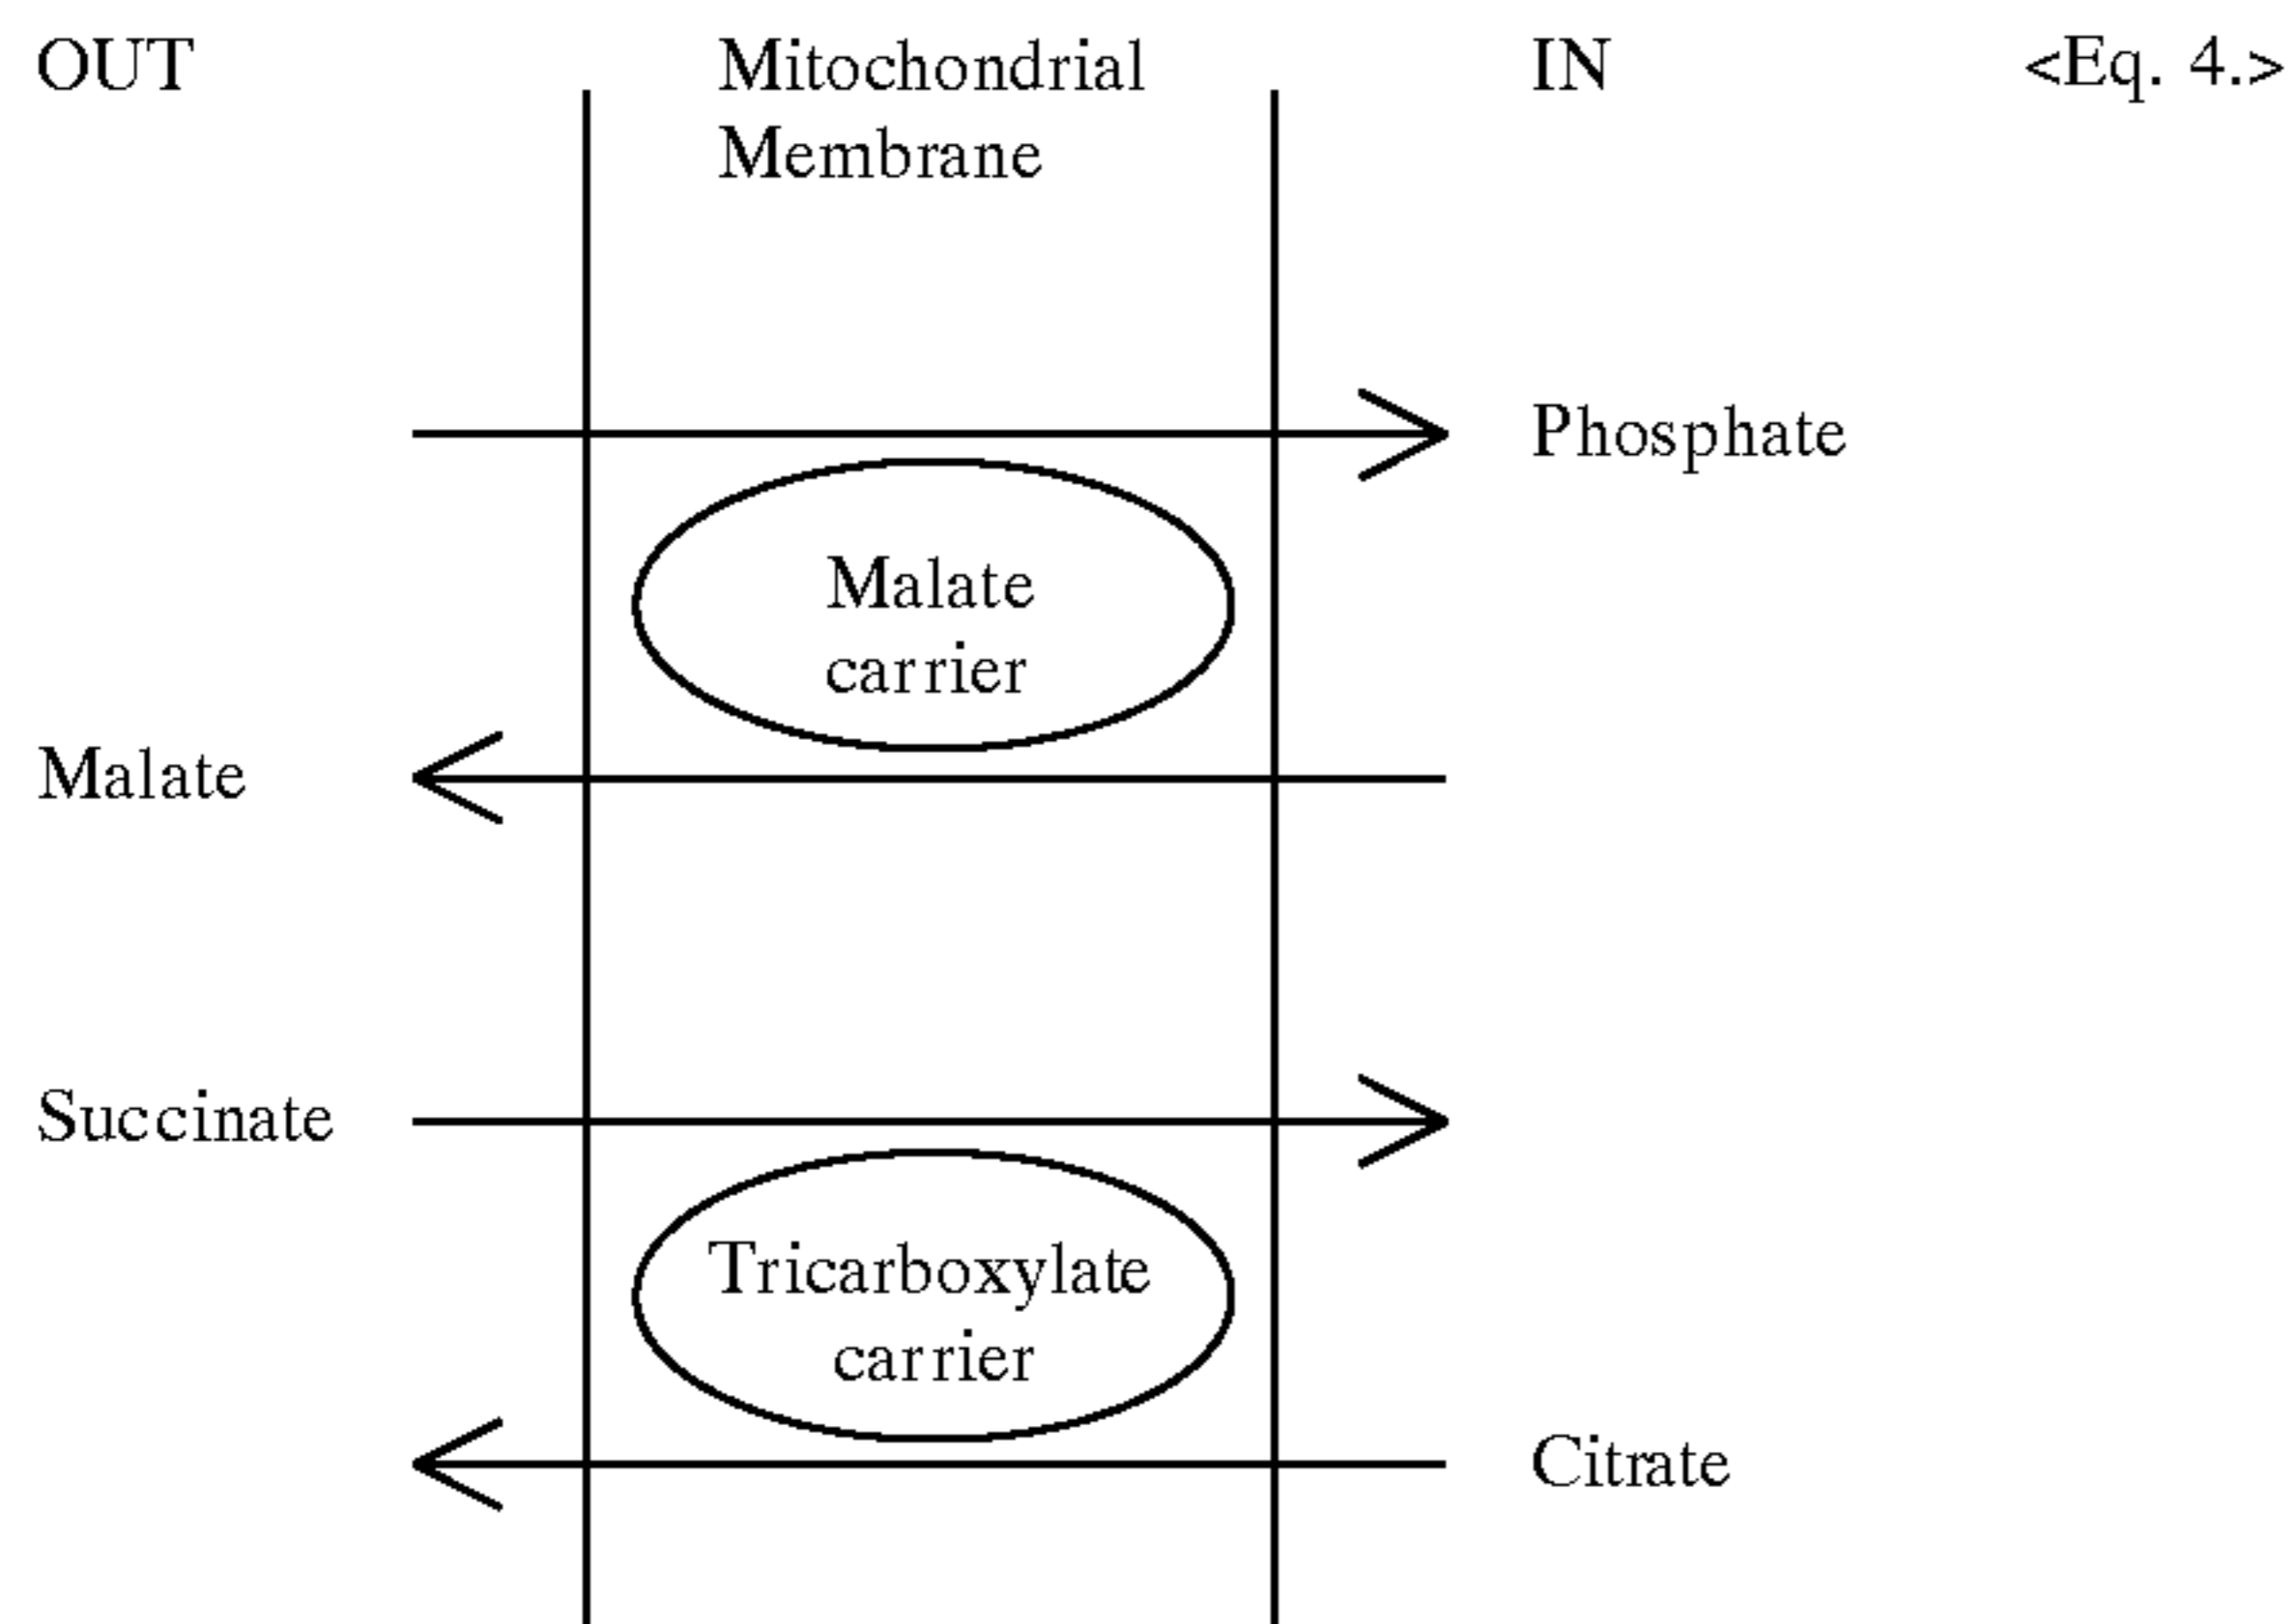 OUT
Mitochondrial
Membrane
IN
<Eq. 4.>
Phosphate
Malate
carrier
Malate
Succinate
Tricarboxylate
carrier
Citrate